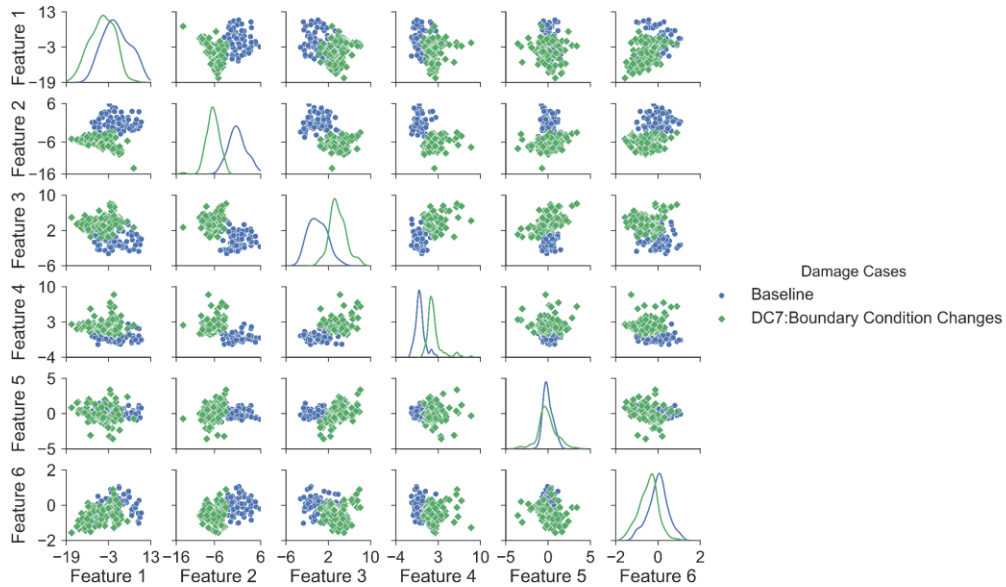 Feature 1
13
−3
−19
Feature 2
6
−6
−16
Feature 3
10
2
−6
Feature 4
10
3
−4
Feature 5
5
0
−5
Feature 6
2
0
−2
−19 −3 13
Feature 1
−16 −6 6
Feature 2
−6 2 10
Feature 3
−4 3 10
Feature 4
−5 0 5
Feature 5
−2 0 2
Feature 6
Damage Cases
Baseline
DC7:Boundary Condition Changes